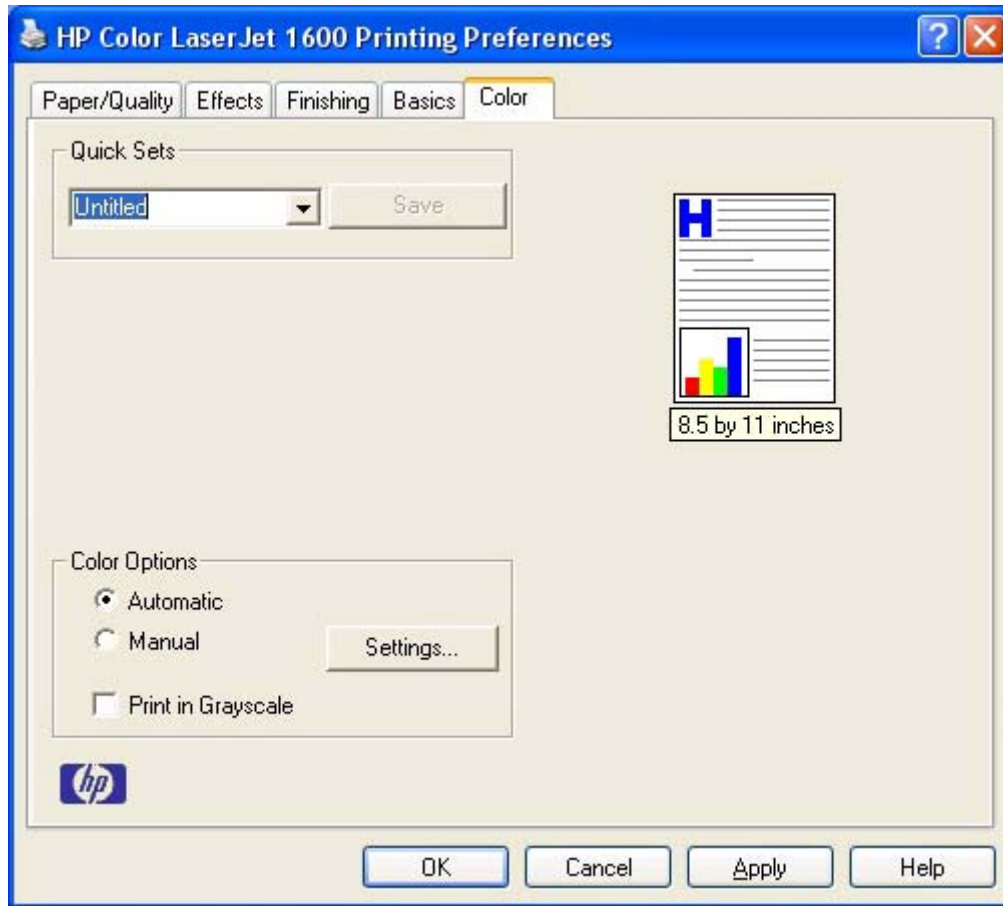 HP Color LaserJet 1600 Printing Preferences
?
Paper/Quality Effects Finishing Basics Color
Quick Sets
Untitled Save
H
8.5 by 11 inches
Color Options
Automatic
Manual
Settings...
Print in Grayscale
hp
OK Cancel Apply Help